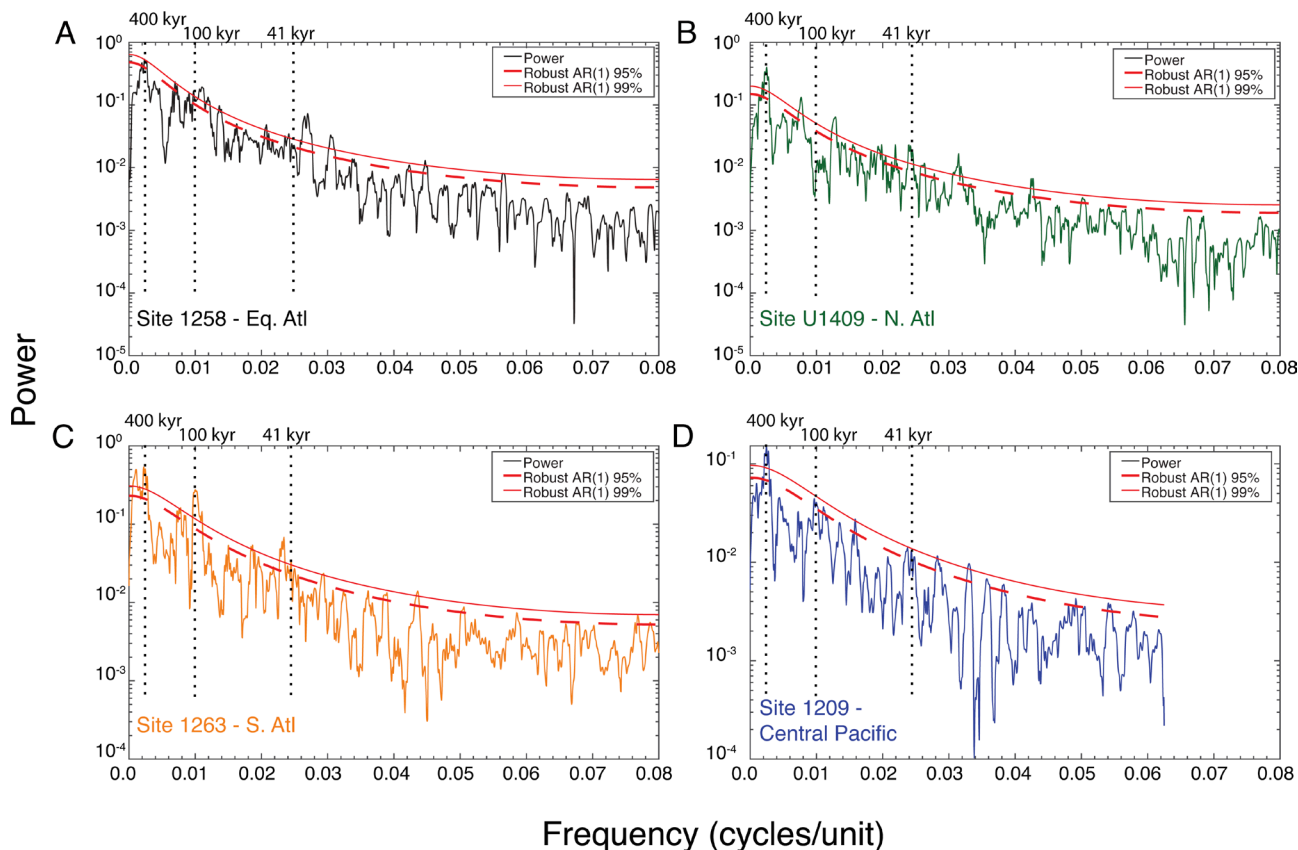 A
400 kyr
100 kyr
41 kyr
Power
Robust AR(1) 95%
Robust AR(1) 99%
10^0
10^-1
10^-2
10^-3
10^-4
10^-5
Site 1258 - Eq. Atl
0.0 0.01 0.02 0.03 0.04 0.05 0.06 0.07 0.08
B
400 kyr
100 kyr
41 kyr
Power
Robust AR(1) 95%
Robust AR(1) 99%
10^0
10^-1
10^-2
10^-3
10^-4
10^-5
Site U1409 - N. Atl
0.0 0.01 0.02 0.03 0.04 0.05 0.06 0.07 0.08
Power
C
400 kyr
100 kyr
41 kyr
Power
Robust AR(1) 95%
Robust AR(1) 99%
10^0
10^-1
10^-2
10^-3
10^-4
Site 1263 - S. Atl
0.0 0.01 0.02 0.03 0.04 0.05 0.06 0.07 0.08
D
400 kyr
100 kyr
41 kyr
Power
Robust AR(1) 95%
Robust AR(1) 99%
10^-1
10^-2
10^-3
10^-4
Site 1209 -
Central Pacific
0.0 0.01 0.02 0.03 0.04 0.05 0.06 0.07 0.08
Frequency (cycles/unit)